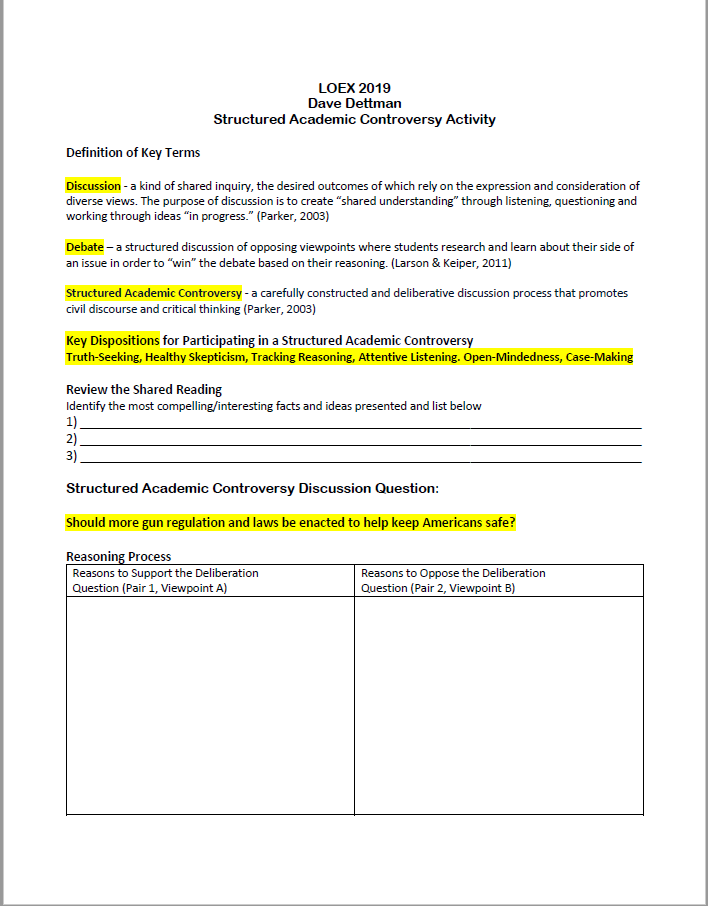 LOEX 2019
Dave Dettman
Structured Academic Controversy Activity
Definition of Key Terms
Discussion - a kind of shared inquiry, the desired outcomes of which rely on the expression and consideration of
diverse views. The purpose of discussion is to create “shared understanding” through listening, questioning and
working through ideas “in progress.” (Parker, 2003)
Debate – a structured discussion of opposing viewpoints where students research and learn about their side of
an issue in order to “win” the debate based on their reasoning. (Larson & Keiper, 2011)
Structured Academic Controversy - a carefully constructed and deliberative discussion process that promotes
civil discourse and critical thinking (Parker, 2003)
Key Dispositions for Participating in a Structured Academic Controversy
Truth-Seeking, Healthy Skepticism, Tracking Reasoning, Attentive Listening. Open-Mindedness, Case-Making
Review the Shared Reading
Identify the most compelling/interesting facts and ideas presented and list below
1)
2)
3)
Structured Academic Controversy Discussion Question:
Should more gun regulation and laws be enacted to help keep Americans safe?
Reasoning Process
Reasons to Support the Deliberation
Question (Pair 1, Viewpoint A)
Reasons to Oppose the Deliberation
Question (Pair 2, Viewpoint B)